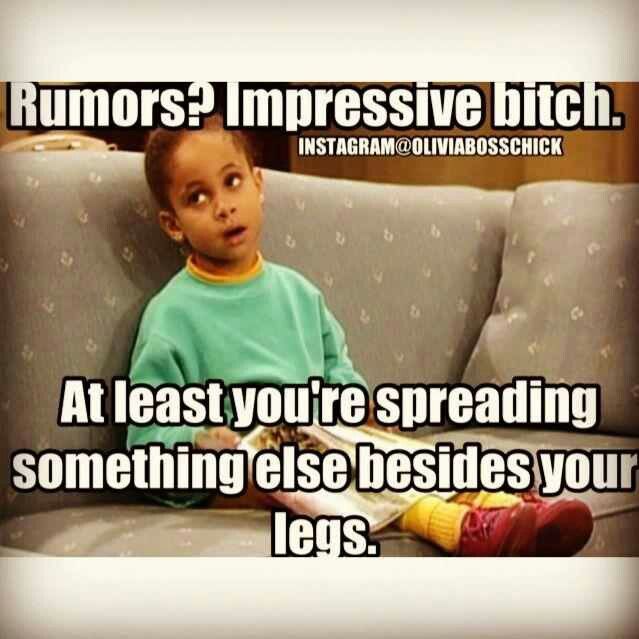 Rumors? Impressive bitch.
INSTAGRAM@OLIVIABOSSCHICK
At least you're spreading
something else besides your
legs.